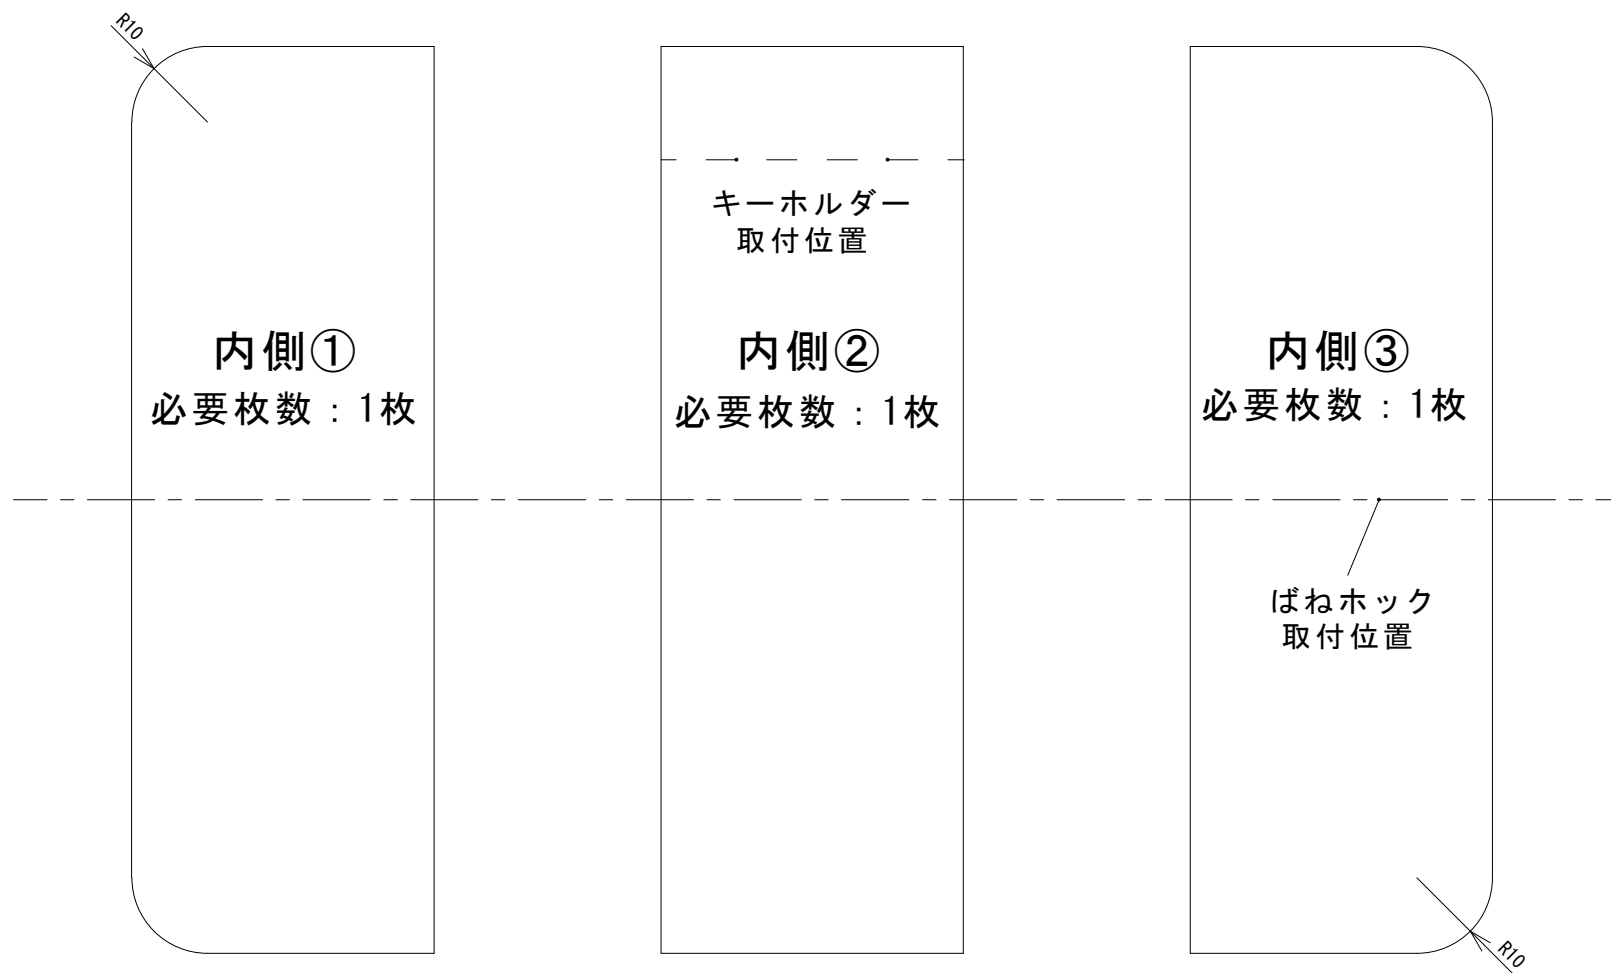 R10
キーホルダー
取付位置
内側①
必要枚数：1枚
内側②
必要枚数：1枚
内側③
必要枚数：1枚
ばねホック
取付位置
R10